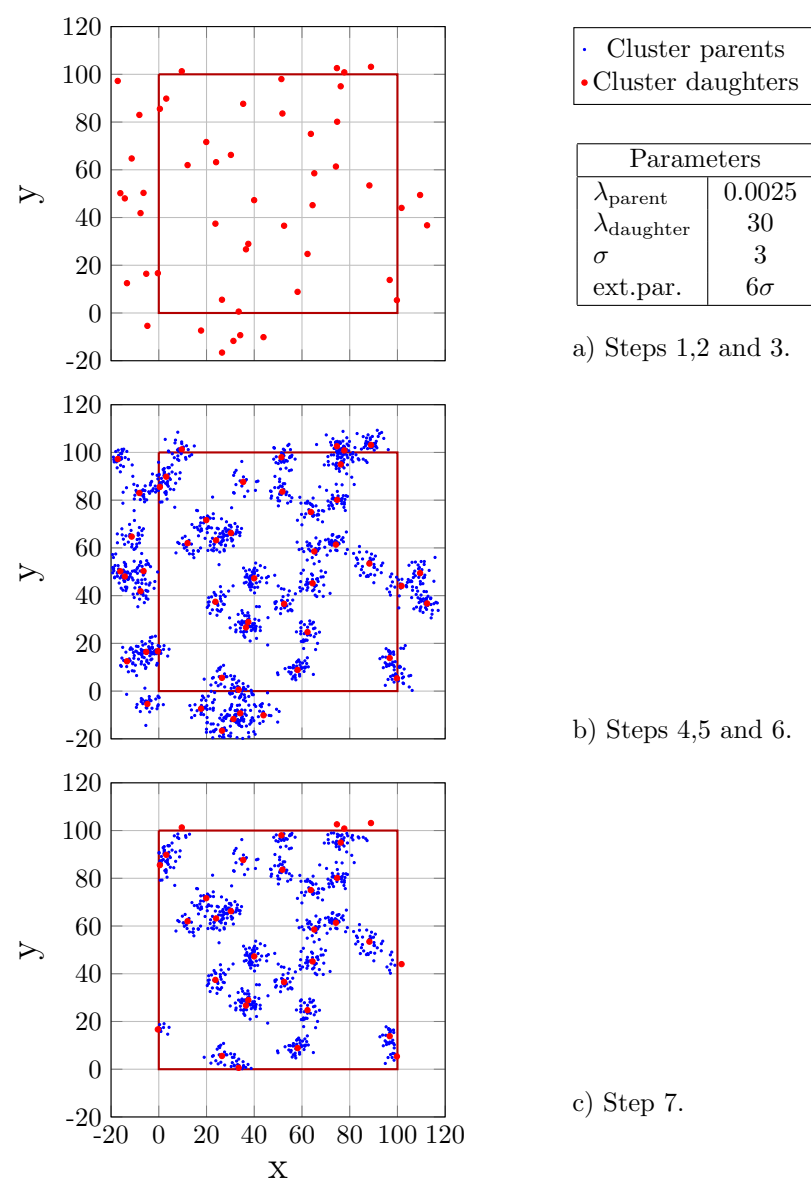 120
100
80
60
40
20
0
-20
y
Cluster parents
Cluster daughters
Parameters
λparent 0.0025
λdaughter 30
σ 3
ext.par. 6σ
a) Steps 1,2 and 3.
120
100
80
60
40
20
0
-20
y
b) Steps 4,5 and 6.
120
100
80
60
40
20
0
-20
y
-20 0 20 40 60 80 100 120
x
c) Step 7.